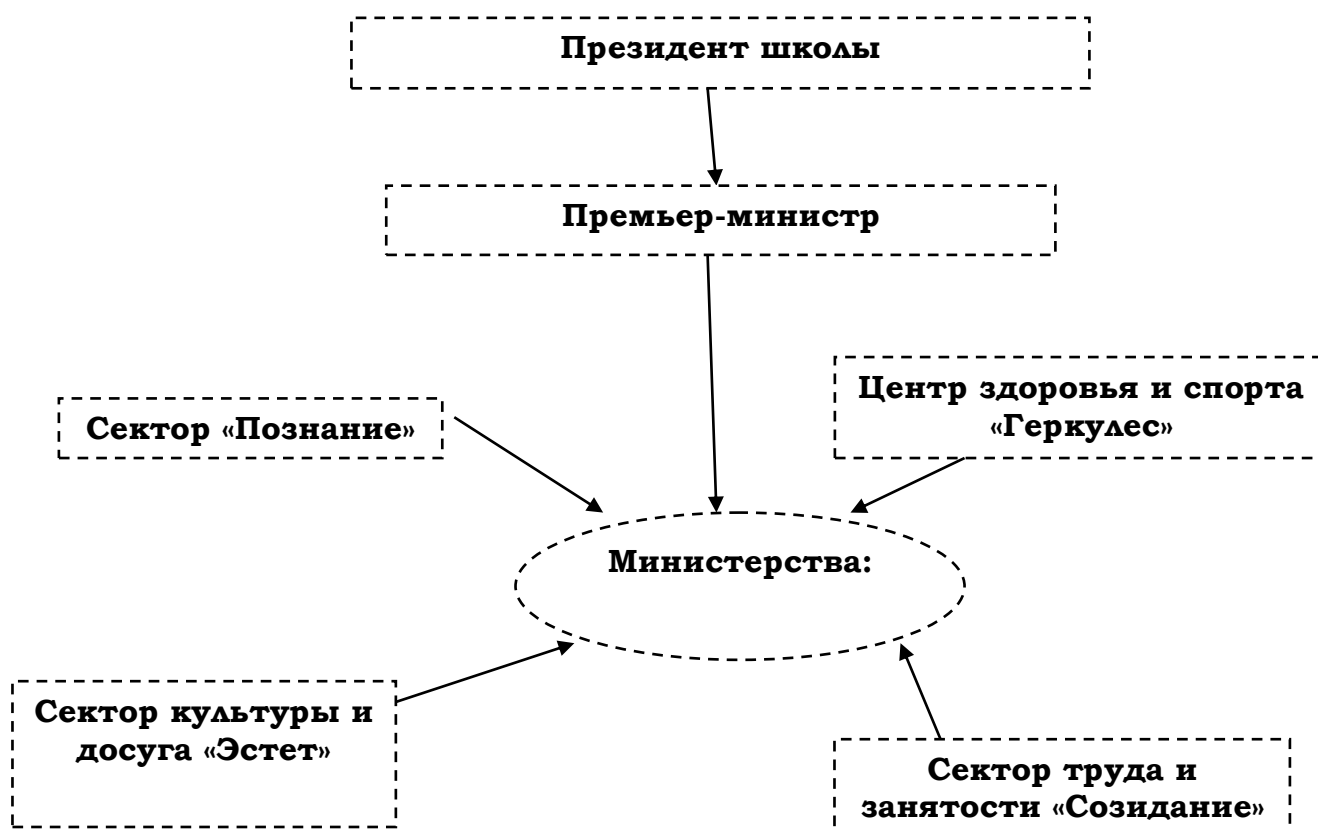 Президент школы
Премьер-министр
Центр здоровья и спорта
«Геркулес»
Сектор «Познание»
Министерства:
Сектор культуры и
досуга «Эстет»
Сектор труда и
занятости «Созидание»